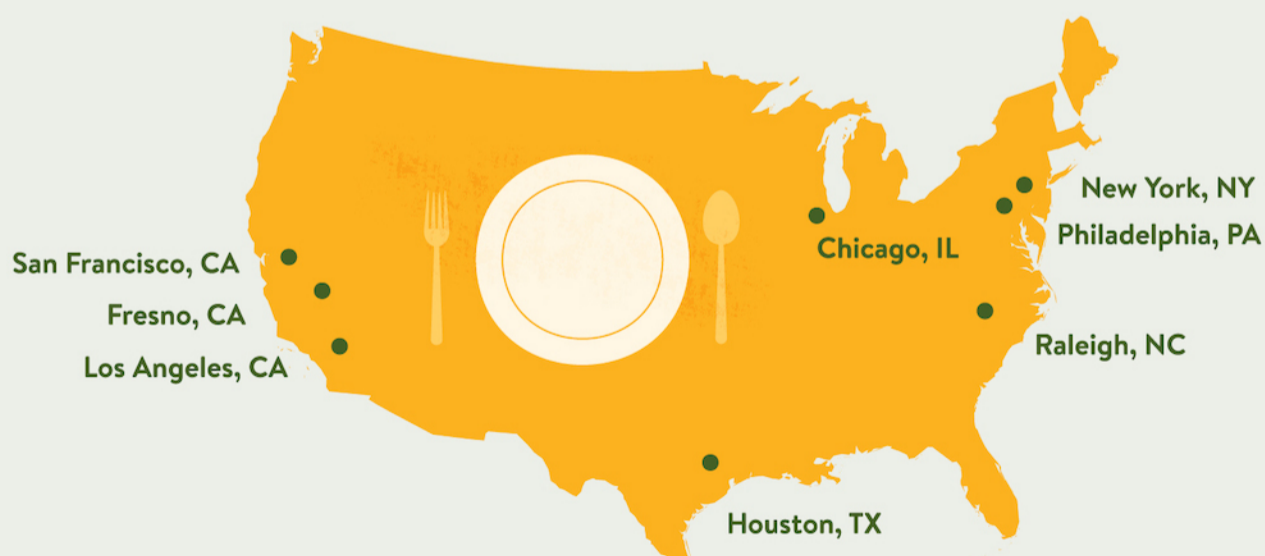 New York, NY
Philadelphia, PA
Chicago, IL
San Francisco, CA
Fresno, CA
Raleigh, NC
Los Angeles, CA
Houston, TX